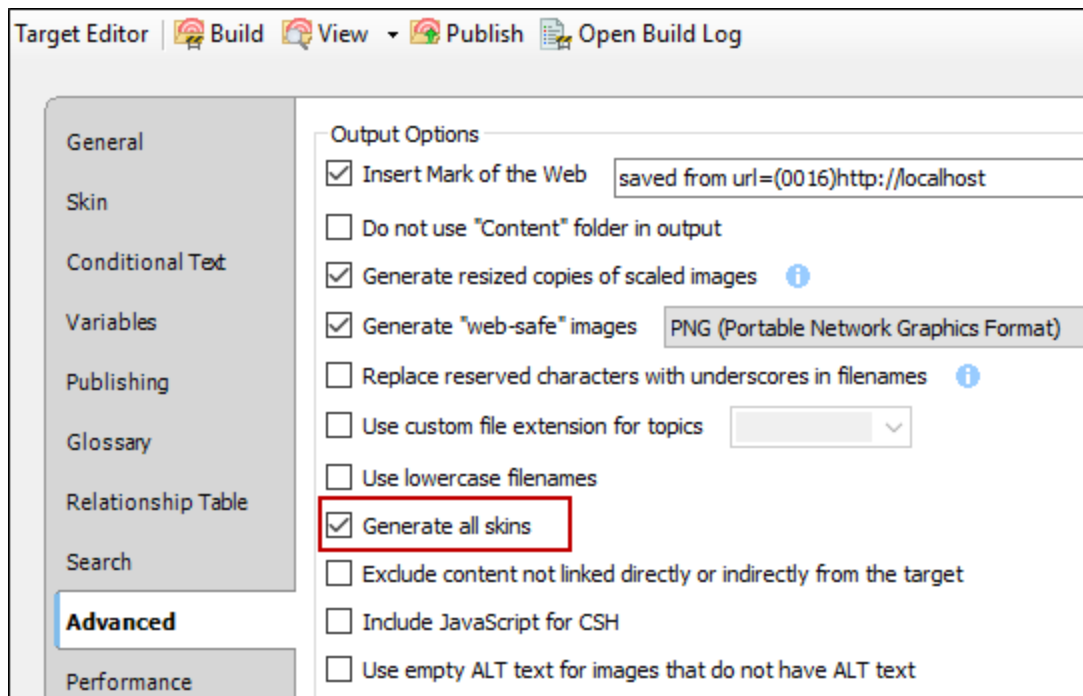 Target Editor Build View Publish Open Build Log
General
Skin
Conditional Text
Variables
Publishing
Glossary
Relationship Table
Search
Advanced
Performance
Output Options
Insert Mark of the Web saved from url=(0016)http://localhost
Do not use "Content" folder in output
Generate resized copies of scaled images
Generate "web-safe" images PNG (Portable Network Graphics Format)
Replace reserved characters with underscores in filenames
Use custom file extension for topics
Use lowercase filenames
Generate all skins
Exclude content not linked directly or indirectly from the target
Include JavaScript for CSH
Use empty ALT text for images that do not have ALT text